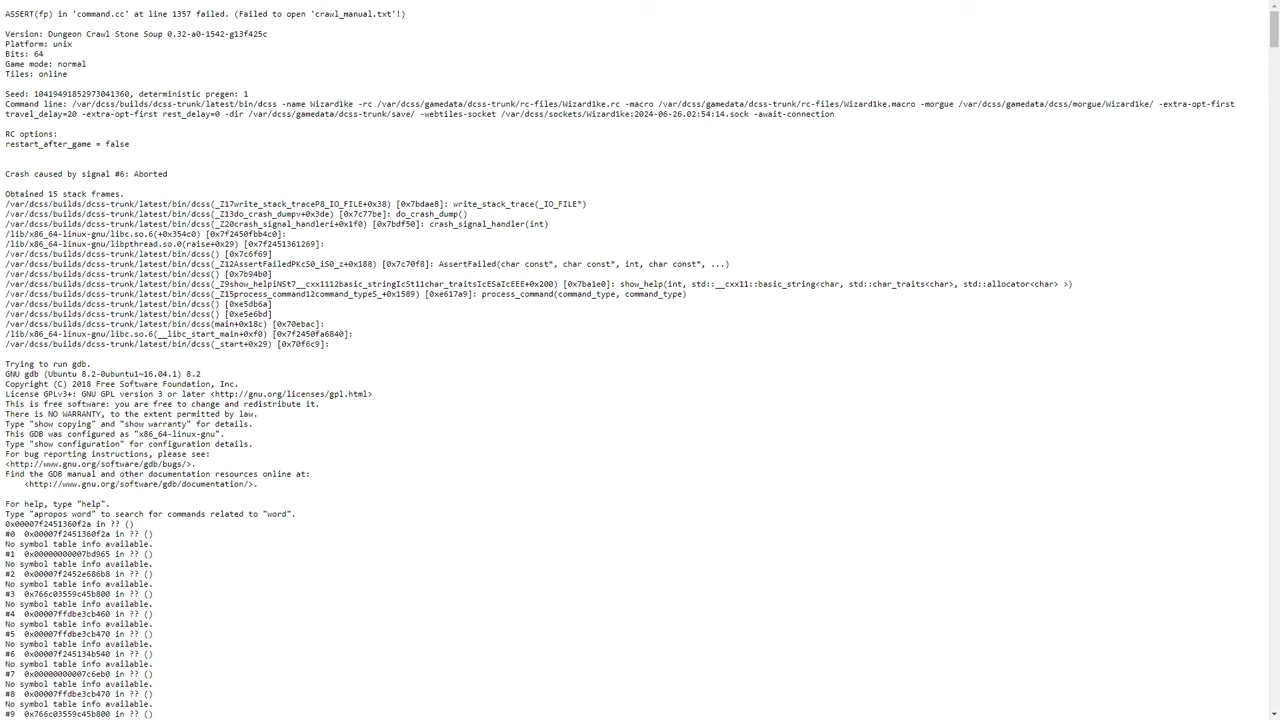 ASSERT(fp) in 'command.cc' at line 1357 failed. (Failed to open 'crawl_manual.txt'!)
Version: Dungeon Crawl Stone Soup 0.32-a0-1542-g13f425c
Platform: unix
Bits: 64
Game mode: normal
Tiles: online
Seed: 10419491852973041360, deterministic pregen: 1
Command line: /var/dcss/builds/dcss-trunk/latest/bin/dcss -name Wizard1ke -rc /var/dcss/gamedata/dcss-trunk/rc-files/Wizard1ke.rc -macro /var/dcss/gamedata/dcss-trunk/rc-files/Wizard1ke.macro -morgue /var/dcss/gamedata/dcss/morgue/Wizard1ke/ -extra-opt-first
travel_delay=20 -extra-opt-first rest_delay=0 -dir /var/dcss/gamedata/dcss-trunk/save/ -webtiles-socket /var/dcss/sockets/Wizard1ke:2024-06-26.02:54:14.sock -await-connection
RC options:
restart_after_game = false
Crash caused by signal #6: Aborted
Obtained 15 stack frames.
/var/dcss/builds/dcss-trunk/latest/bin/dcss(_Z17write_stack_traceP8_IO_FILE+0x38) [0x7bdae8]: write_stack_trace(_IO_FILE*)
/var/dcss/builds/dcss-trunk/latest/bin/dcss(_Z13do_crash_dumpv+0x3de) [0x7c77be]: do_crash_dump()
/var/dcss/builds/dcss-trunk/latest/bin/dcss(_Z20crash_signal_handleri+0x1f0) [0x7bdf50]: crash_signal_handler(int)
/lib/x86_64-linux-gnu/libc.so.6(+0x354c0) [0x7f2450fbb4c0]:
/lib/x86_64-linux-gnu/libpthread.so.0(raise+0x29) [0x7f2451361269]:
/var/dcss/builds/dcss-trunk/latest/bin/dcss() [0x7c6f69]
/var/dcss/builds/dcss-trunk/latest/bin/dcss(_Z12AssertFailedPKcS0_iS0_z+0x188) [0x7c70f8]: AssertFailed(char const*, char const*, int, char const*, ...)
/var/dcss/builds/dcss-trunk/latest/bin/dcss() [0x7b94b0]
/var/dcss/builds/dcss-trunk/latest/bin/dcss(_Z9show_helpiNSt7__cxx1112basic_stringIcSt11char_traitsIcESaIcEEE+0x200) [0x7ba1e0]: show_help(int, std::__cxx11::basic_string<char, std::char_traits<char>, std::allocator<char> >)
/var/dcss/builds/dcss-trunk/latest/bin/dcss(_Z15process_command12command_typeS_+0x1589) [0xe617a9]: process_command(command_type, command_type)
/var/dcss/builds/dcss-trunk/latest/bin/dcss() [0xe5db6a]
/var/dcss/builds/dcss-trunk/latest/bin/dcss() [0xe5e6bd]
/var/dcss/builds/dcss-trunk/latest/bin/dcss(main+0x18c) [0x70ebac]:
/lib/x86_64-linux-gnu/libc.so.6(__libc_start_main+0xf0) [0x7f2450fa6840]:
/var/dcss/builds/dcss-trunk/latest/bin/dcss(_start+0x29) [0x70f6c9]:
Trying to run gdb.
GNU gdb (Ubuntu 8.2-0ubuntu1~16.04.1) 8.2
Copyright (C) 2018 Free Software Foundation, Inc.
License GPLv3+: GNU GPL version 3 or later <http://gnu.org/licenses/gpl.html>
This is free software: you are free to change and redistribute it.
There is NO WARRANTY, to the extent permitted by law.
Type "show copying" and "show warranty" for details.
This GDB was configured as "x86_64-linux-gnu".
Type "show configuration" for configuration details.
For bug reporting instructions, please see:
<http://www.gnu.org/software/gdb/bugs/>.
Find the GDB manual and other documentation resources online at:
    <http://www.gnu.org/software/gdb/documentation/>.
For help, type "help".
Type "apropos word" to search for commands related to "word".
0x00007f2451360f2a in ?? ()
#0  0x00007f2451360f2a in ?? ()
No symbol table info available.
#1  0x00000000007bd965 in ?? ()
No symbol table info available.
#2  0x00007f2452e686b8 in ?? ()
No symbol table info available.
#3  0x766c03559c45b800 in ?? ()
No symbol table info available.
#4  0x00007ffdbe3cb460 in ?? ()
No symbol table info available.
#5  0x00007ffdbe3cb470 in ?? ()
No symbol table info available.
#6  0x00007f245134b540 in ?? ()
No symbol table info available.
#7  0x00000000007c6eb0 in ?? ()
No symbol table info available.
#8  0x00007ffdbe3cb470 in ?? ()
No symbol table info available.
#9  0x766c03559c45b800 in ?? ()